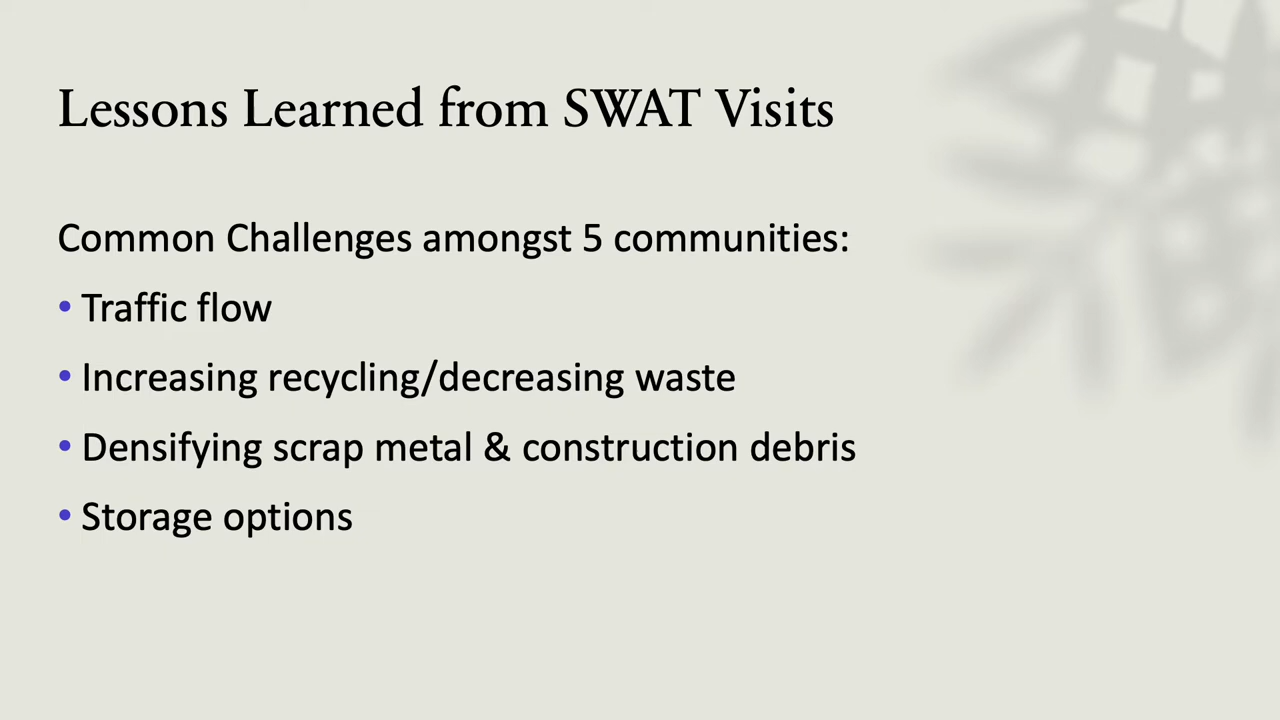 Lessons Learned from SWAT Visits
Common Challenges amongst 5 communities:
• Traffic flow
• Increasing recycling/decreasing waste
• Densifying scrap metal & construction debris
• Storage options